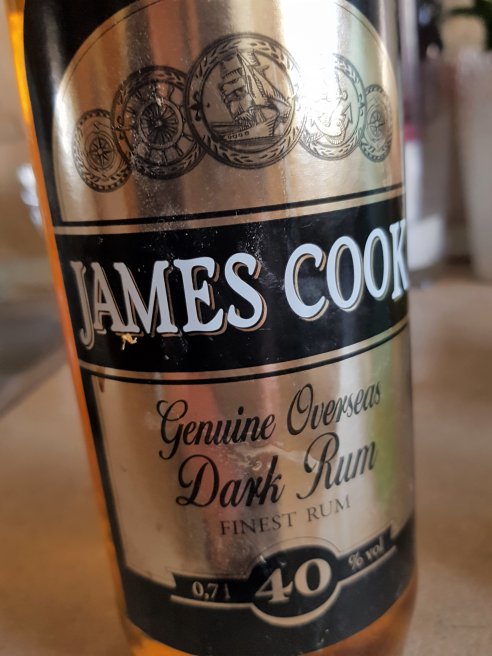 JAMES COOK
Genuine Overseas
Dark Rum
FINEST RUM
0,7 l 40 % vol